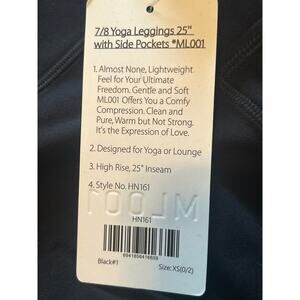 7/8 Yoga Leggings 25"
with Side Pockets *ML001
1. Almost None, Lightweight
Feel for Your Ultimate
Freedom. Gentle and Soft
ML001 Offers You a Comfy
Compression. Clean and
Pure, Warm but Not Strong.
It's the Expression of Love.
2. Designed for Yoga or Lounge
3. High Rise, 25" Inseam
4. Style No. HN161
ML001
HN161
Black#1
Size: XS(0/2)